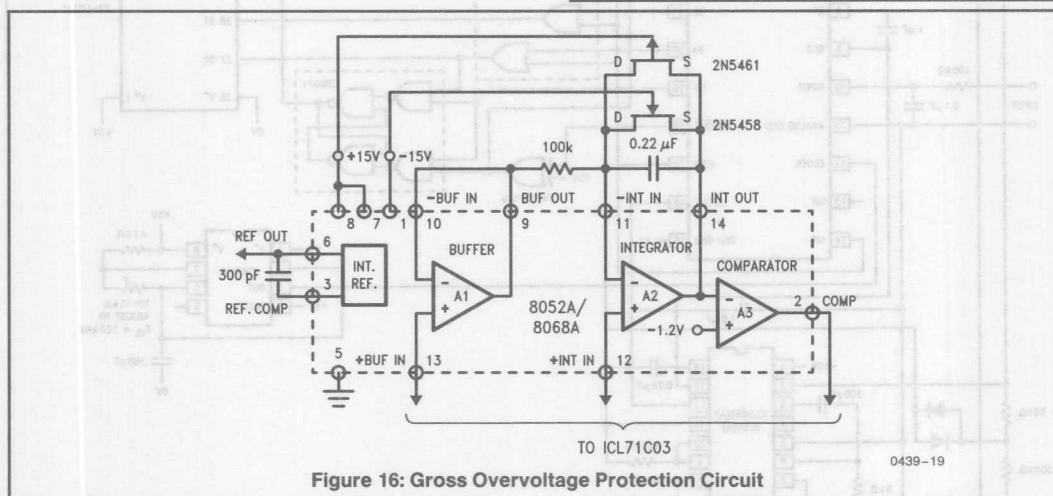 D S 2N5461
D S 2N5458
0.22 µF
100k
+15V -15V
-BUF IN BUF OUT -INT IN INT OUT
8 7 1 10 9 11 14
REF OUT 6
BUFFER INTEGRATOR
COMPARATOR
300 pF
INT.
REF.
- A1 +
- A2 +
- A3 +
2 COMP
3
REF. COMP
8052A/
8068A
-1.2V
5 +BUF IN 13 +INT IN 12
TO ICL71C03
0439-19
Figure 16: Gross Overvoltage Protection Circuit